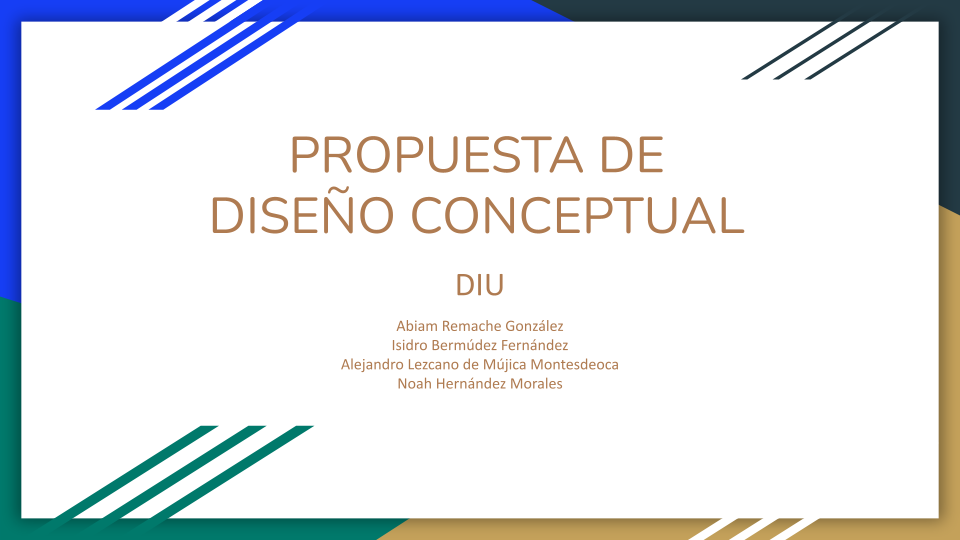 PROPUESTA DE
DISEÑO CONCEPTUAL
DIU
Abiam Remache González
Isidro Bermúdez Fernández
Alejandro Lezcano de Mújica Montesdeoca
Noah Hernández Morales